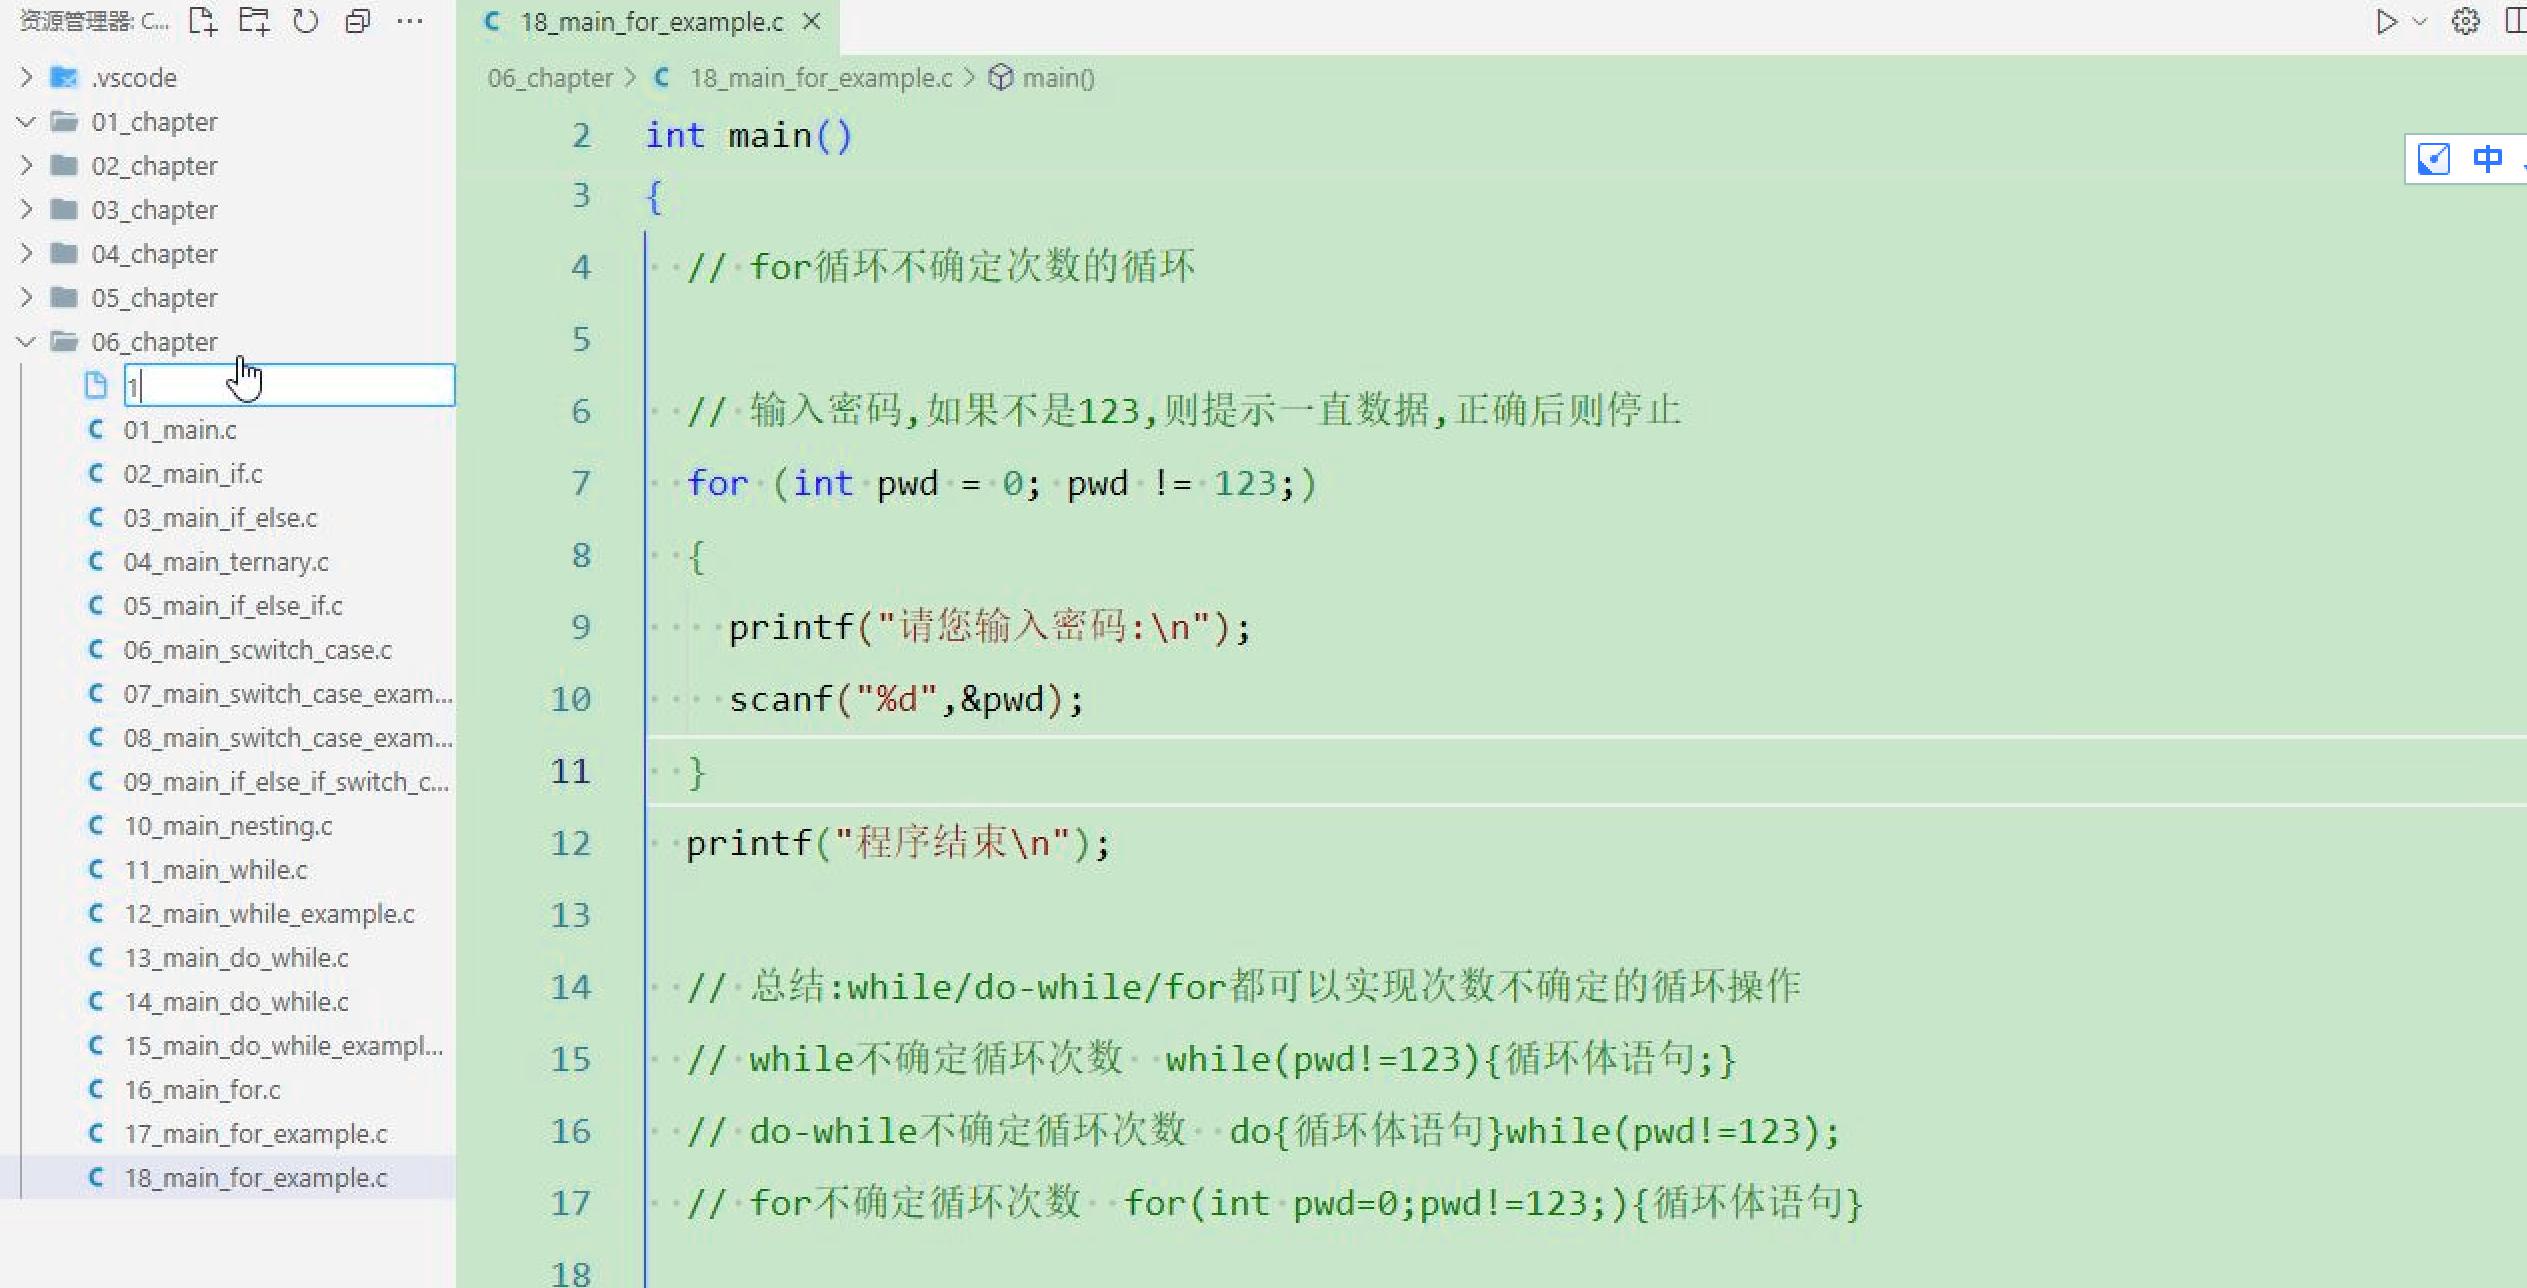 资源管理器: C...
.vscode
01_chapter
02_chapter
03_chapter
04_chapter
05_chapter
06_chapter
1
01_main.c
02_main_if.c
03_main_if_else.c
04_main_ternary.c
05_main_if_else_if.c
06_main_scwitch_case.c
07_main_switch_case_exam...
08_main_switch_case_exam...
09_main_if_else_if_switch_c...
10_main_nesting.c
11_main_while.c
12_main_while_example.c
13_main_do_while.c
14_main_do_while.c
15_main_do_while_exampl...
16_main_for.c
17_main_for_example.c
18_main_for_example.c
C 18_main_for_example.c
06_chapter > C 18_main_for_example.c > main()
2 int main()
3 {
4 // for循环不确定次数的循环
5
6 // 输入密码,如果不是123,则提示一直数据,正确后则停止
7 for (int pwd = 0; pwd != 123;)
8 {
9 printf("请您输入密码:\n");
10 scanf("%d",&pwd);
11 }
12 printf("程序结束\n");
13
14 // 总结:while/do-while/for都可以实现次数不确定的循环操作
15 // while不确定循环次数  while(pwd!=123){循环体语句;}
16 // do-while不确定循环次数  do{循环体语句}while(pwd!=123);
17 // for不确定循环次数  for(int pwd=0;pwd!=123;){循环体语句}
18
中